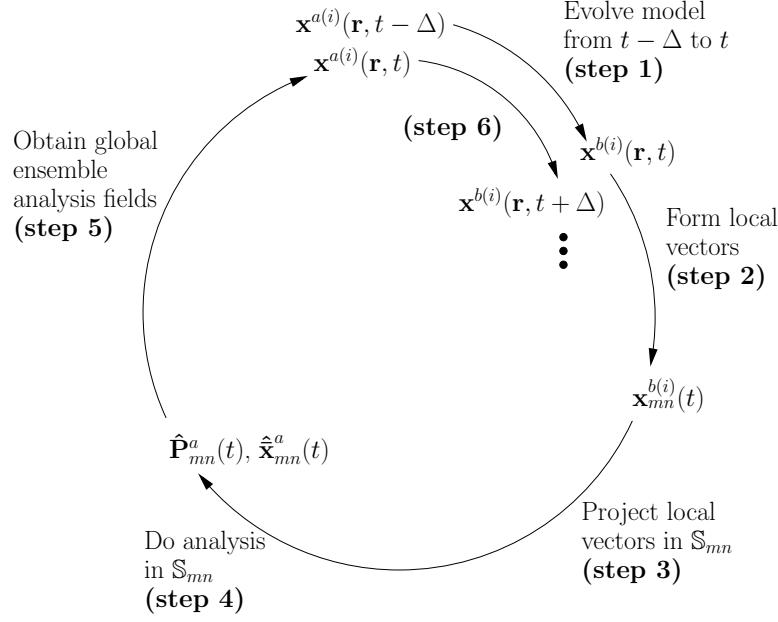 𝐱^{a(i)}(𝐫, t − Δ)
Evolve model
from t − Δ to t
(step 1)
𝐱^{a(i)}(𝐫, t)
(step 6)
𝐱^{b(i)}(𝐫, t)
𝐱^{b(i)}(𝐫, t + Δ)
Form local
vectors
(step 2)
𝐱_{mn}^{b(i)}(t)
Project local
vectors in 𝕊_{mn}
(step 3)
Do analysis
in 𝕊_{mn}
(step 4)
𝐏̂_{mn}^{a}(t), 𝐱̄̂_{mn}^{a}(t)
Obtain global
ensemble
analysis fields
(step 5)